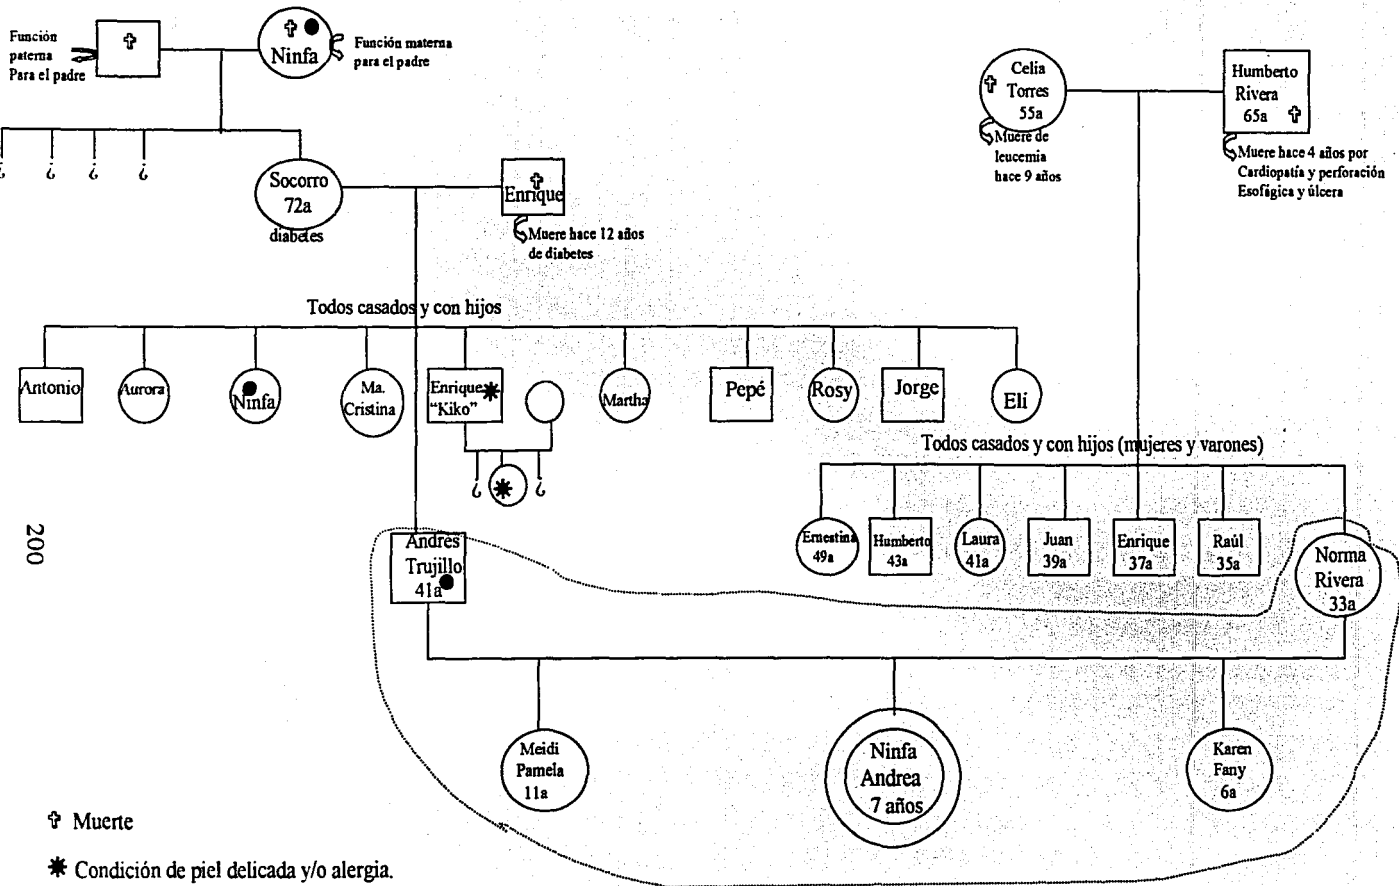 Función
paterna
Para el padre
✞
✞ ●
Ninfa
Función materna
para el padre
Celia
✞ Torres
55a
Muere de
leucemia
hace 9 años
Humberto
Rivera
65a ✞
Muere hace 4 años por
Cardiopatía y perforación
Esofágica y úlcera
¿ ¿ ¿ ¿
Socorro
72a
diabetes
✞
Enrique
Muere hace 12 años
de diabetes
Todos casados y con hijos
Antonio
Aurora
Ninfa
Ma.
Cristina
Enrique
"Kiko"
Martha
Pepé
Rosy
Jorge
Elí
¿ ¿
Todos casados y con hijos (mujeres y varones)
Ernestina
49a
Humberto
43a
Laura
41a
Juan
39a
Enrique
37a
Raúl
35a
Norma
Rivera
33a
Andrés
Trujillo
41a
200
Meidi
Pamela
11a
Ninfa
Andrea
7 años
Karen
Fany
6a
✞ Muerte
✱ Condición de piel delicada y/o alergia.